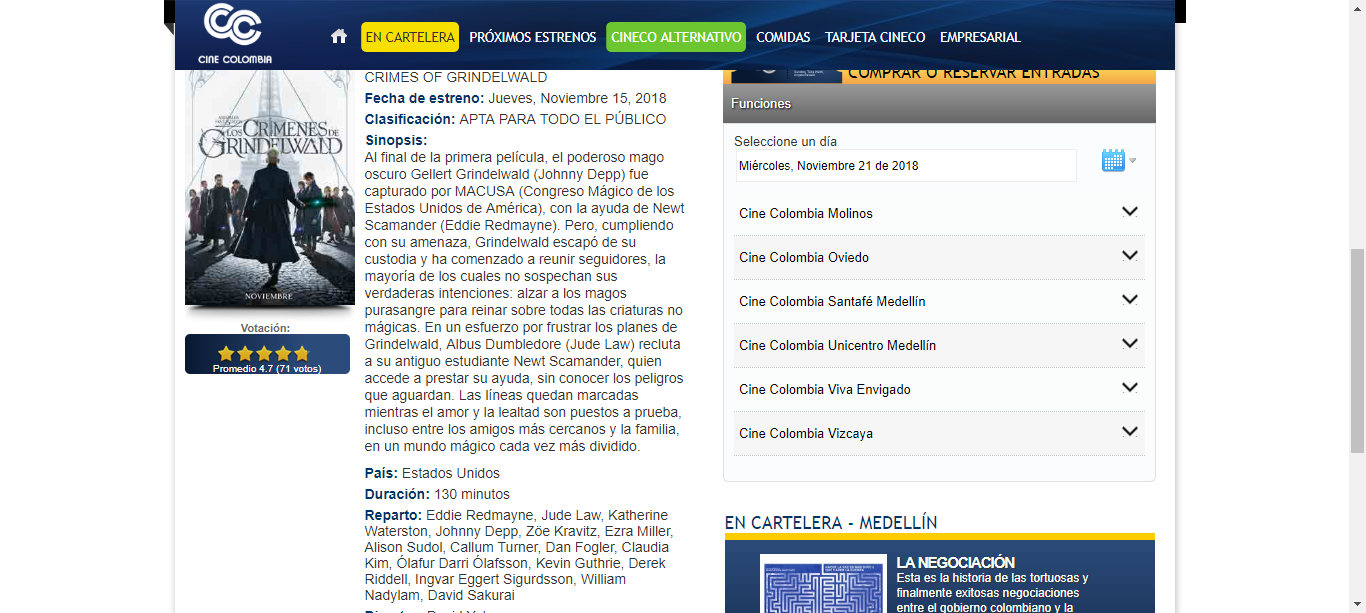 CINE COLOMBIA
EN CARTELERA
PRÓXIMOS ESTRENOS
CINECO ALTERNATIVO
COMIDAS
TARJETA CINECO
EMPRESARIAL
LOS CRÍMENES DE
GRINDELWALD
NOVIEMBRE
Votación:
Promedio 4.7 (71 votos)
CRIMES OF GRINDELWALD
Fecha de estreno: Jueves, Noviembre 15, 2018
Clasificación: APTA PARA TODO EL PÚBLICO
Sinopsis:
Al final de la primera película, el poderoso mago
oscuro Gellert Grindelwald (Johnny Depp) fue
capturado por MACUSA (Congreso Mágico de los
Estados Unidos de América), con la ayuda de Newt
Scamander (Eddie Redmayne). Pero, cumpliendo
con su amenaza, Grindelwald escapó de su
custodia y ha comenzado a reunir seguidores, la
mayoría de los cuales no sospechan sus
verdaderas intenciones: alzar a los magos
purasangre para reinar sobre todas las criaturas no
mágicas. En un esfuerzo por frustrar los planes de
Grindelwald, Albus Dumbledore (Jude Law) recluta
a su antiguo estudiante Newt Scamander, quien
accede a prestar su ayuda, sin conocer los peligros
que aguardan. Las líneas quedan marcadas
mientras el amor y la lealtad son puestos a prueba,
incluso entre los amigos más cercanos y la familia,
en un mundo mágico cada vez más dividido.
País: Estados Unidos
Duración: 130 minutos
Reparto: Eddie Redmayne, Jude Law, Katherine
Waterston, Johnny Depp, Zöe Kravitz, Ezra Miller,
Alison Sudol, Callum Turner, Dan Fogler, Claudia
Kim, Ólafur Darri Ólafsson, Kevin Guthrie, Derek
Riddell, Ingvar Eggert Sigurdsson, William
Nadylam, David Sakurai
COMPRAR O RESERVAR ENTRADAS
Funciones
Seleccione un día
Miércoles, Noviembre 21 de 2018
Cine Colombia Molinos
Cine Colombia Oviedo
Cine Colombia Santafé Medellín
Cine Colombia Unicentro Medellín
Cine Colombia Viva Envigado
Cine Colombia Vizcaya
EN CARTELERA - MEDELLÍN
LA NEGOCIACIÓN
Esta es la historia de las tortuosas y
finalmente exitosas negociaciones
entre el gobierno colombiano y la